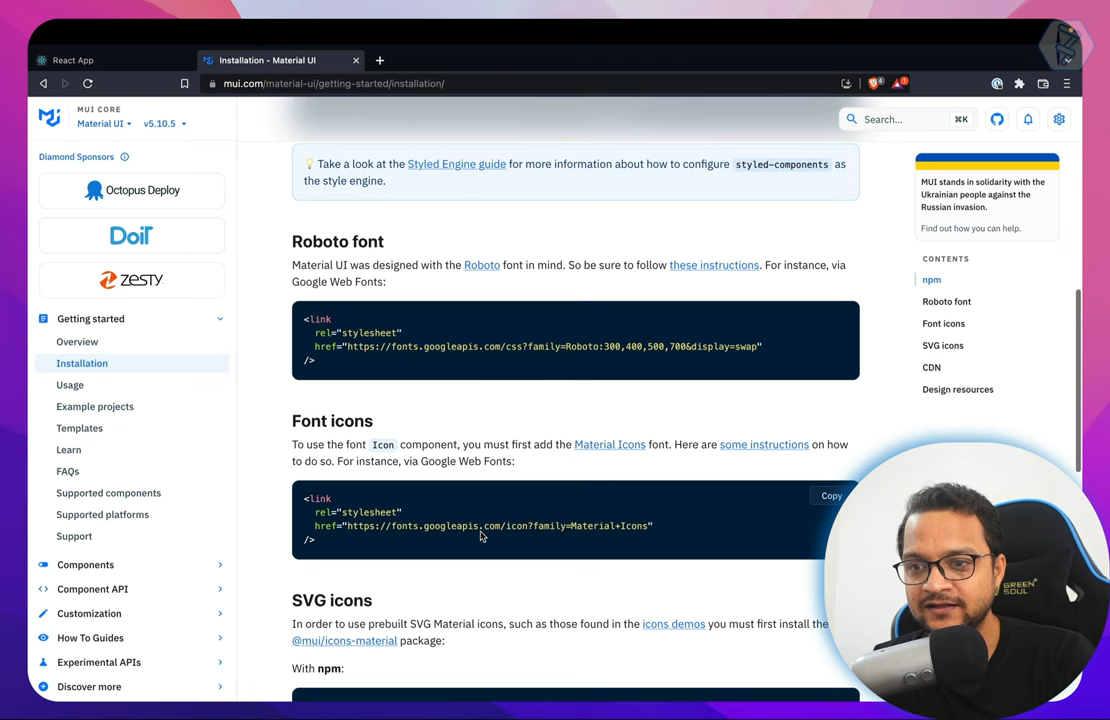 React App
Installation - Material UI
mui.com/material-ui/getting-started/installation/
MUI CORE
Material UI
v5.10.5
Search...
⌘K
Diamond Sponsors
Octopus Deploy
DoiT
ZESTY
Getting started
Overview
Installation
Usage
Example projects
Templates
Learn
FAQs
Supported components
Supported platforms
Support
Components
Component API
Customization
How To Guides
Experimental APIs
Discover more
Take a look at the Styled Engine guide for more information about how to configure styled-components as
the style engine.
Roboto font
Material UI was designed with the Roboto font in mind. So be sure to follow these instructions. For instance, via
Google Web Fonts:
<link
rel="stylesheet"
href="https://fonts.googleapis.com/css?family=Roboto:300,400,500,700&display=swap"
/>
Font icons
To use the font Icon component, you must first add the Material Icons font. Here are some instructions on how
to do so. For instance, via Google Web Fonts:
Copy
<link
rel="stylesheet"
href="https://fonts.googleapis.com/icon?family=Material+Icons"
/>
SVG icons
In order to use prebuilt SVG Material icons, such as those found in the icons demos you must first install the
@mui/icons-material package:
With npm:
MUI stands in solidarity with the
Ukrainian people against the
Russian invasion.
Find out how you can help.
CONTENTS
npm
Roboto font
Font icons
SVG icons
CDN
Design resources
GREEN
SOUL